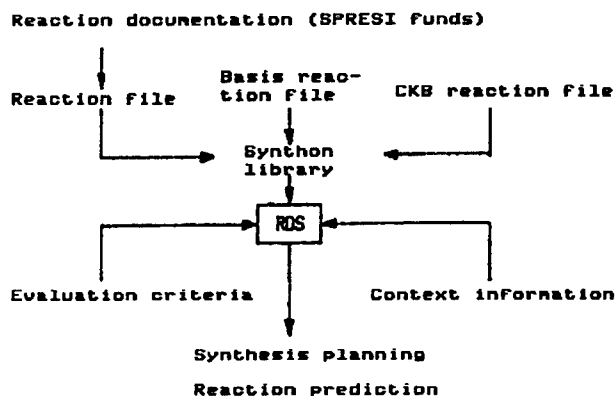 Reaction documentation (SPRESI funds)
Basis reac-
tion file
Reaction file
CKB reaction file
Synthon
library
RDS
Evaluation criteria
Context information
Synthesis planning
Reaction prediction